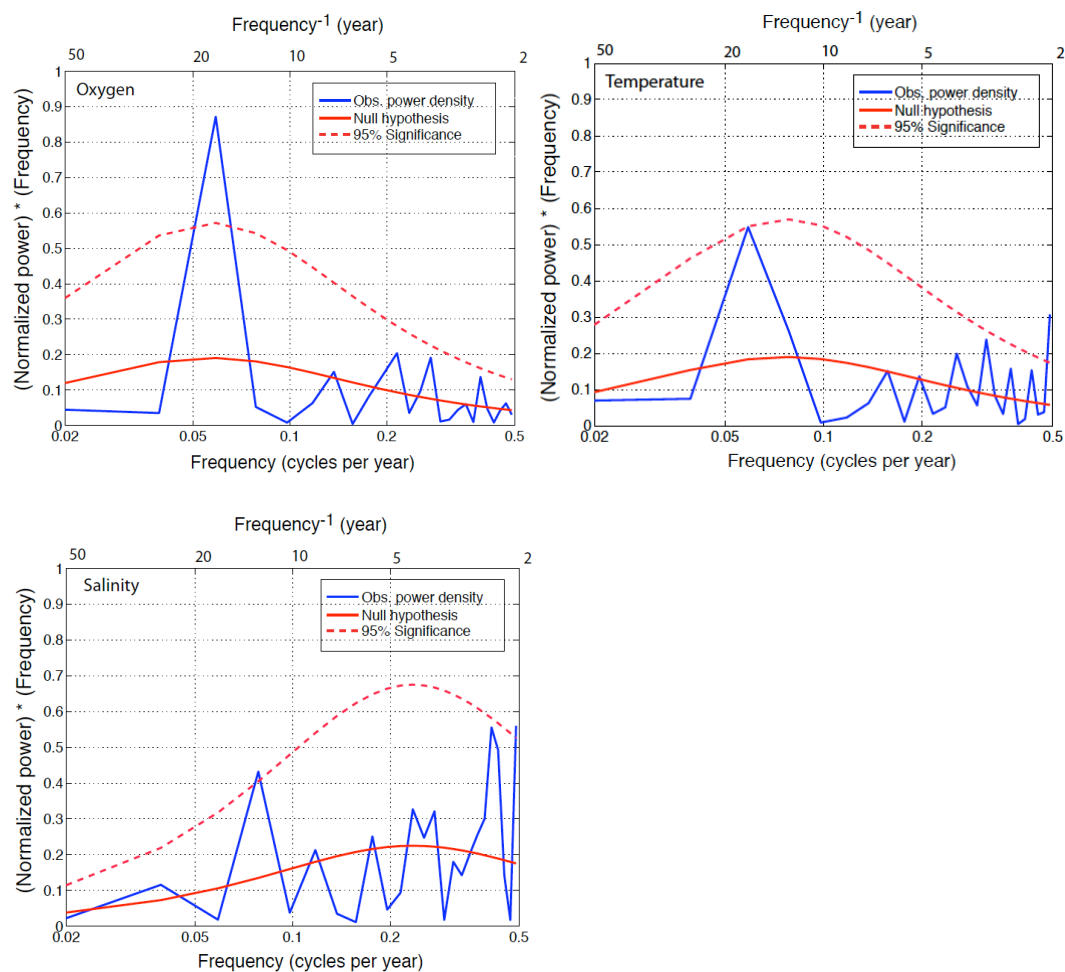 Frequency-1 (year)
50 20 10 5 2
Oxygen
Obs. power density
Null hypothesis
95% Significance
(Normalized power) * (Frequency)
1
0.9
0.8
0.7
0.6
0.5
0.4
0.3
0.2
0.1
0
0.02 0.05 0.1 0.2 0.5
Frequency (cycles per year)
Frequency-1 (year)
50 20 10 5 2
Temperature
Obs. power density
Null hypothesis
95% Significance
(Normalized power) * (Frequency)
1
0.9
0.8
0.7
0.6
0.5
0.4
0.3
0.2
0.1
0
0.02 0.05 0.1 0.2 0.5
Frequency (cycles per year)
Frequency-1 (year)
50 20 10 5 2
Salinity
Obs. power density
Null hypothesis
95% Significance
(Normalized power) * (Frequency)
1
0.9
0.8
0.7
0.6
0.5
0.4
0.3
0.2
0.1
0
0.02 0.05 0.1 0.2 0.5
Frequency (cycles per year)